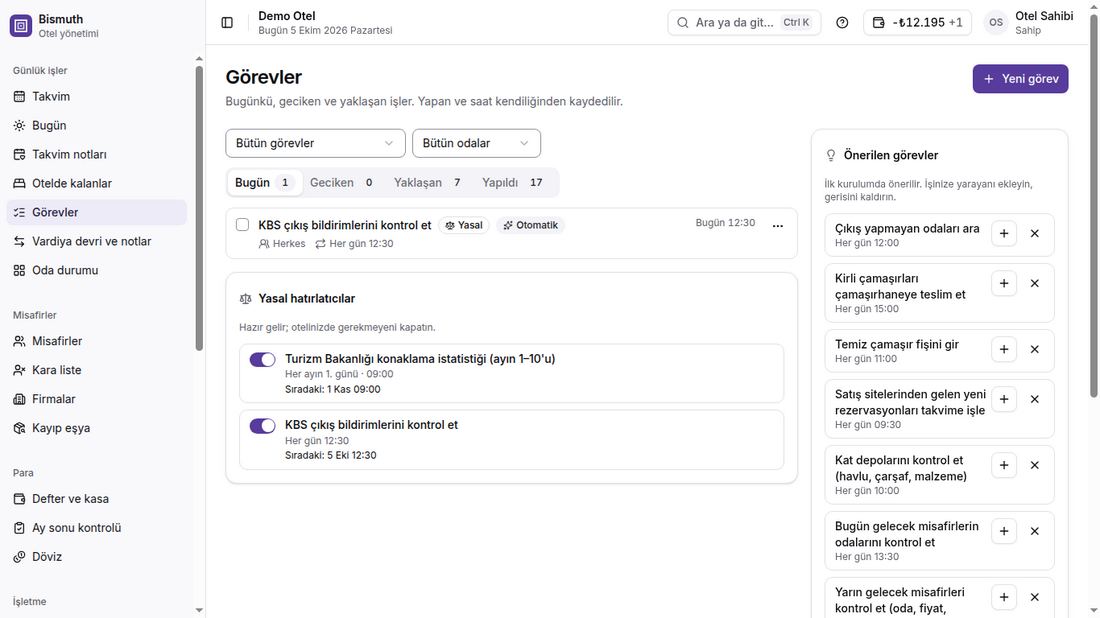 Bismuth
Otel yönetimi
Günlük işler
Takvim
Bugün
Takvim notları
Otelde kalanlar
Görevler
Vardiya devri ve notlar
Oda durumu
Misafirler
Misafirler
Kara liste
Firmalar
Kayıp eşya
Para
Defter ve kasa
Ay sonu kontrolü
Döviz
İşletme
Demo Otel
Bugün 5 Ekim 2026 Pazartesi
Ara ya da git... Ctrl K
-₺12.195 +1
OS
Otel Sahibi
Sahip
Görevler
Bugünkü, geciken ve yaklaşan işler. Yapan ve saat kendiliğinden kaydedilir.
Yeni görev
Bütün görevler
Bütün odalar
Bugün 1 Geciken 0 Yaklaşan 7 Yapıldı 17
KBS çıkış bildirimlerini kontrol et Yasal Otomatik Bugün 12:30
Herkes Her gün 12:30
Yasal hatırlatıcılar
Hazır gelir; otelinizde gerekmeyeni kapatın.
Turizm Bakanlığı konaklama istatistiği (ayın 1–10'u)
Her ayın 1. günü · 09:00
Sıradaki: 1 Kas 09:00
KBS çıkış bildirimlerini kontrol et
Her gün 12:30
Sıradaki: 5 Eki 12:30
Önerilen görevler
İlk kurulumda önerilir. İşinize yarayanı ekleyin,
gerisini kaldırın.
Çıkış yapmayan odaları ara
Her gün 12:00
Kirli çamaşırları
çamaşırhaneye teslim et
Her gün 15:00
Temiz çamaşır fişini gir
Her gün 11:00
Satış sitelerinden gelen yeni
rezervasyonları takvime işle
Her gün 09:30
Kat depolarını kontrol et
(havlu, çarşaf, malzeme)
Her gün 10:00
Bugün gelecek misafirlerin
odalarını kontrol et
Her gün 13:30
Yarın gelecek misafirleri
kontrol et (oda, fiyat,